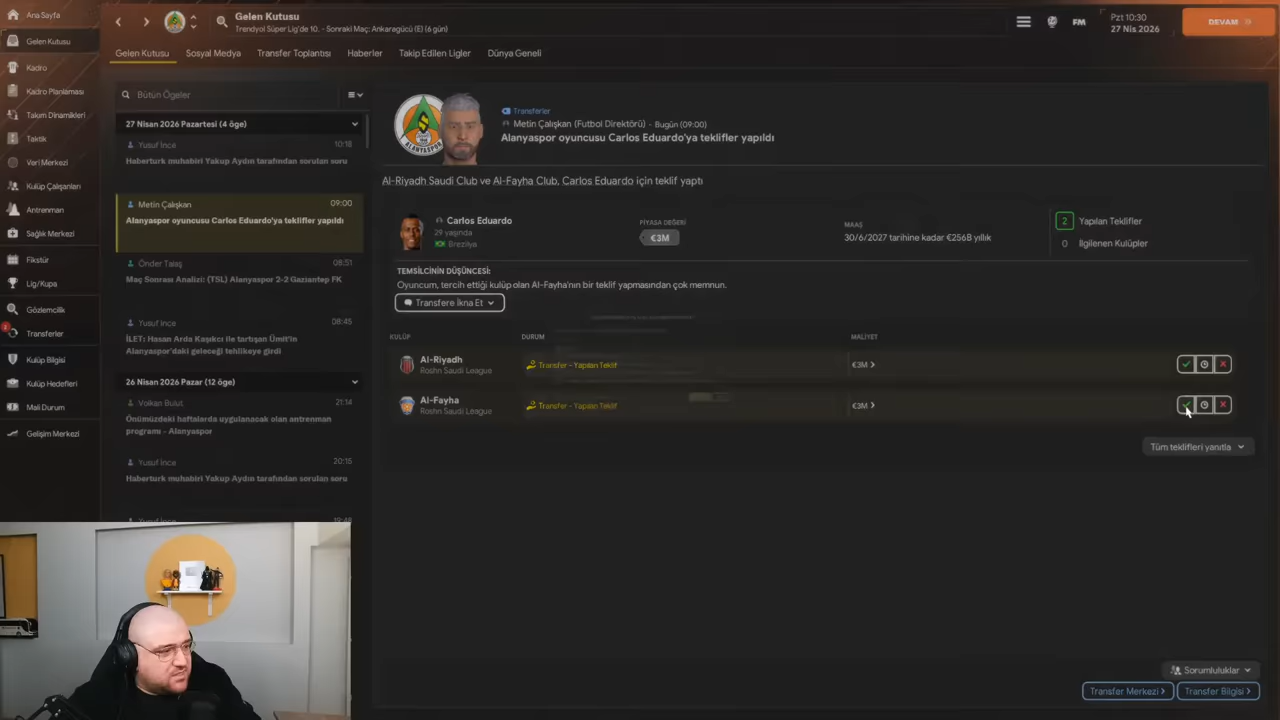 Ana Sayfa
Gelen Kutusu
Kadro
Kadro Planlaması
Takım Dinamikleri
Taktik
Veri Merkezi
Kulüp Çalışanları
Antrenman
Sağlık Merkezi
Fikstür
Lig/Kupa
Gözlemcilik
Transferler
Kulüp Bilgisi
Kulüp Hedefleri
Mali Durum
Gelişim Merkezi
Gelen Kutusu
Trendyol Süper Lig'de 10. - Sonraki Maç: Ankaragücü (E) (6 gün)
FM
Pzt 10:30
27 Nis 2026
DEVAM
Gelen Kutusu Sosyal Medya Transfer Toplantısı Haberler Takip Edilen Ligler Dünya Geneli
Bütün Ögeler
27 Nisan 2026 Pazartesi (4 öge)
Yusuf İnce 10:18
Haberturk muhabiri Yakup Aydın tarafından sorulan soru
Metin Çalışkan 09:00
Alanyaspor oyuncusu Carlos Eduardo'ya teklifler yapıldı
Önder Talaş 08:51
Maç Sonrası Analizi: (TSL) Alanyaspor 2-2 Gaziantep FK
Yusuf İnce 08:45
İLET: Hasan Arda Kaşıkcı ile tartışan Ümit'in
Alanyaspor'daki geleceği tehlikeye girdi
26 Nisan 2026 Pazar (12 öge)
Volkan Bulut 21:14
Önümüzdeki haftalarda uygulanacak olan antrenman
programı - Alanyaspor
Yusuf İnce 20:15
Haberturk muhabiri Yakup Aydın tarafından sorulan soru
Transferler
Metin Çalışkan (Futbol Direktörü) - Bugün (09:00)
Alanyaspor oyuncusu Carlos Eduardo'ya teklifler yapıldı
Al-Riyadh Saudi Club ve Al-Fayha Club, Carlos Eduardo için teklif yaptı
Carlos Eduardo
29 yaşında
Brezilya
PİYASA DEĞERİ
€3M
MAAŞ
30/6/2027 tarihine kadar €256B yıllık
2 Yapılan Teklifler
0 İlgilenen Kulüpler
TEMSİLCİNİN DÜŞÜNCESİ:
Oyuncum, tercih ettiği kulüp olan Al-Fayha'nın bir teklif yapmasından çok memnun.
Transfere İkna Et
KULÜP DURUM MALİYET
Al-Riyadh
Roshn Saudi League
Transfer - Yapılan Teklif
€3M
Al-Fayha
Roshn Saudi League
Transfer - Yapılan Teklif
€3M
Tüm teklifleri yanıtla
Sorumluluklar
Transfer Merkezi
Transfer Bilgisi